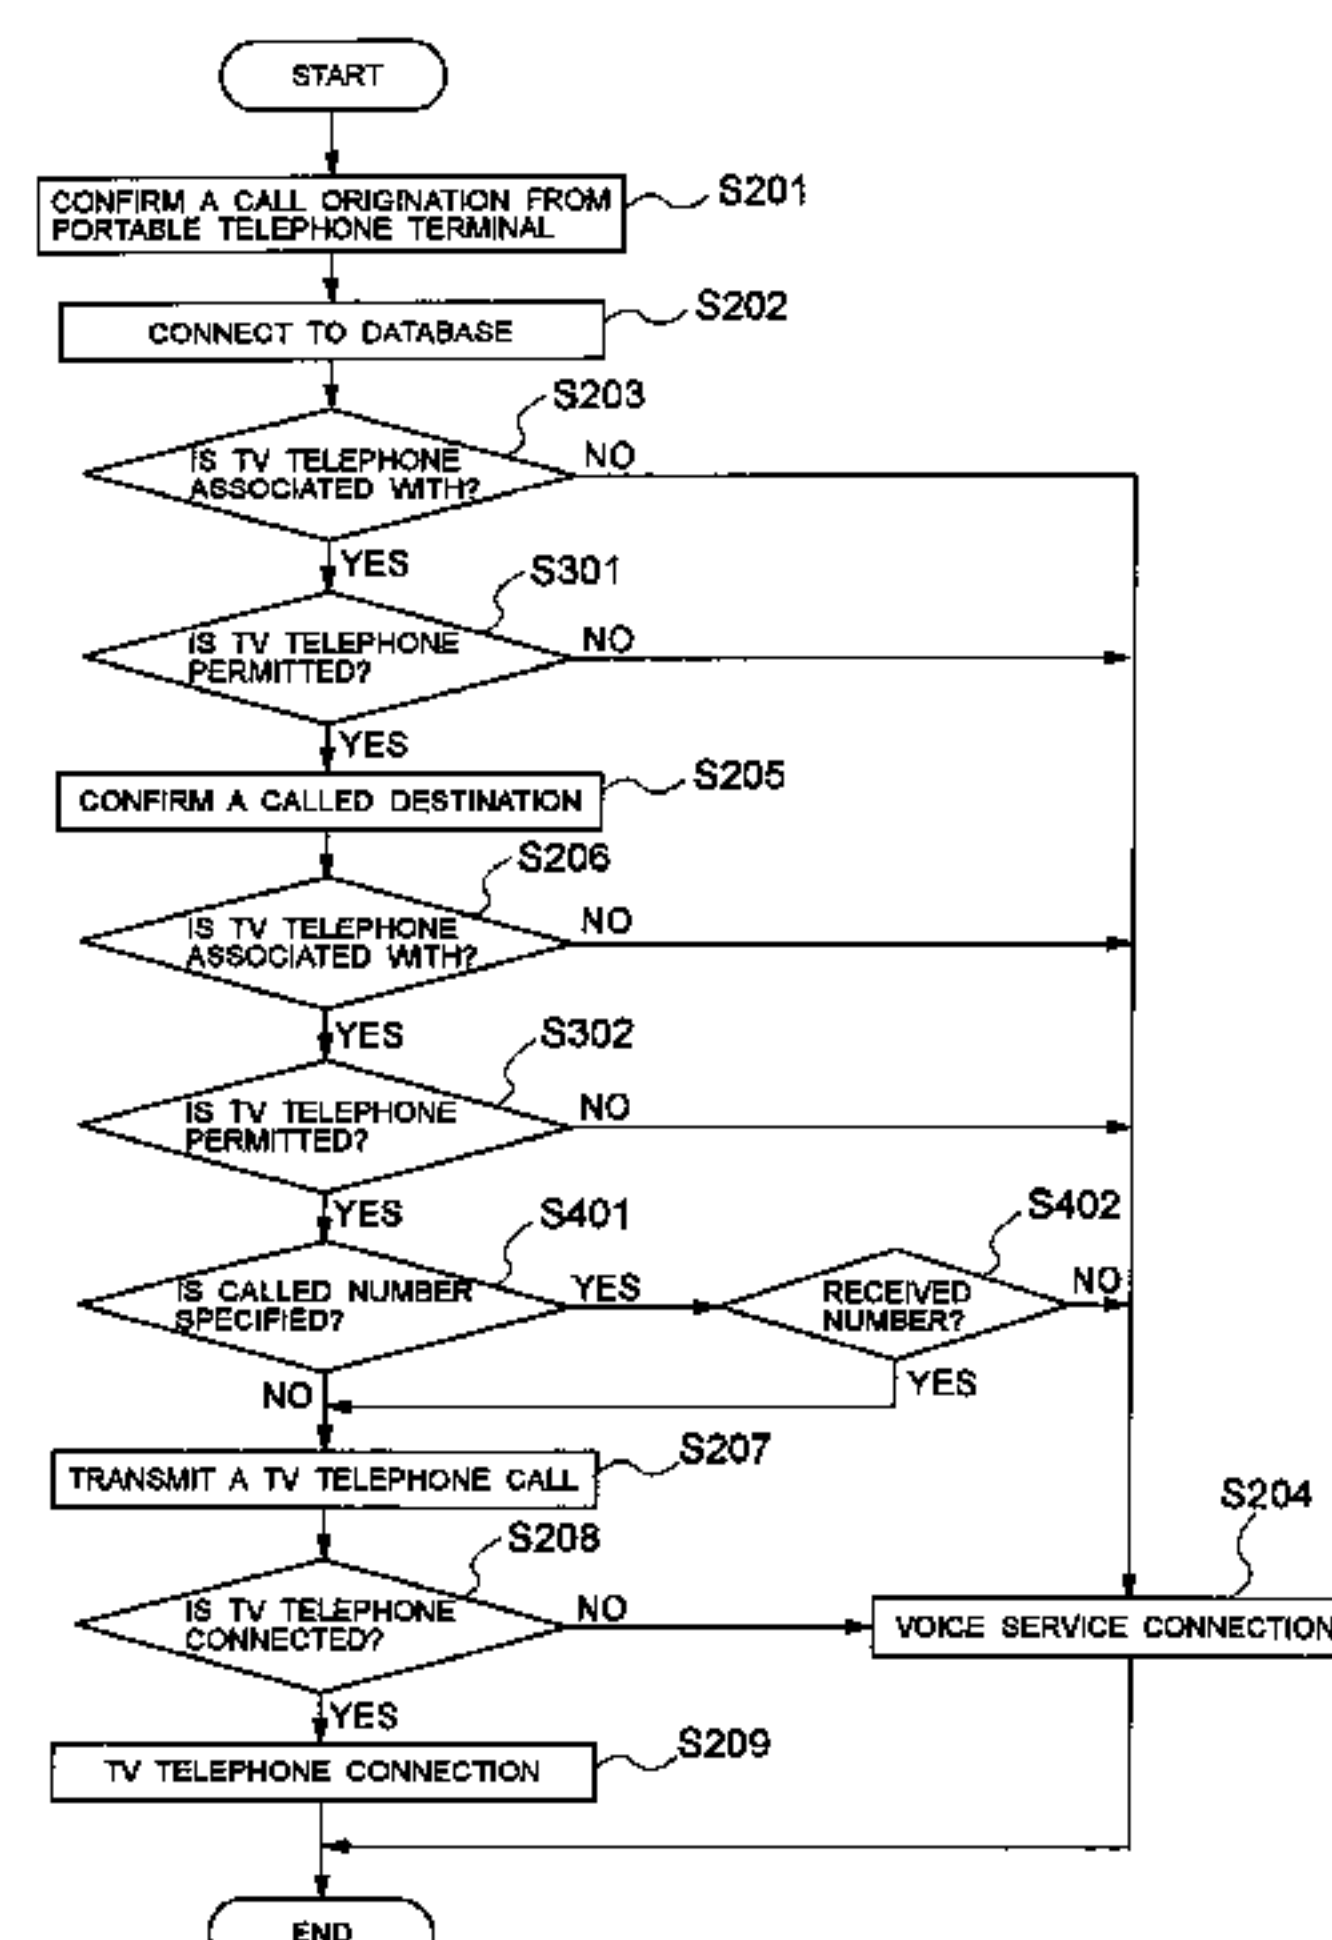 START
CONFIRM A CALL ORIGINATION FROM
PORTABLE TELEPHONE TERMINAL
S201
CONNECT TO DATABASE
S202
S203
IS TV TELEPHONE
ASSOCIATED WITH?
NO
YES
S301
IS TV TELEPHONE
PERMITTED?
NO
YES
CONFIRM A CALLED DESTINATION
S205
S206
IS TV TELEPHONE
ASSOCIATED WITH?
NO
YES
S302
IS TV TELEPHONE
PERMITTED?
NO
YES
S401
IS CALLED NUMBER
SPECIFIED?
YES
S402
RECEIVED
NUMBER?
NO
YES
NO
TRANSMIT A TV TELEPHONE CALL
S207
S208
IS TV TELEPHONE
CONNECTED?
NO
S204
VOICE SERVICE CONNECTION
YES
TV TELEPHONE CONNECTION
S209
END